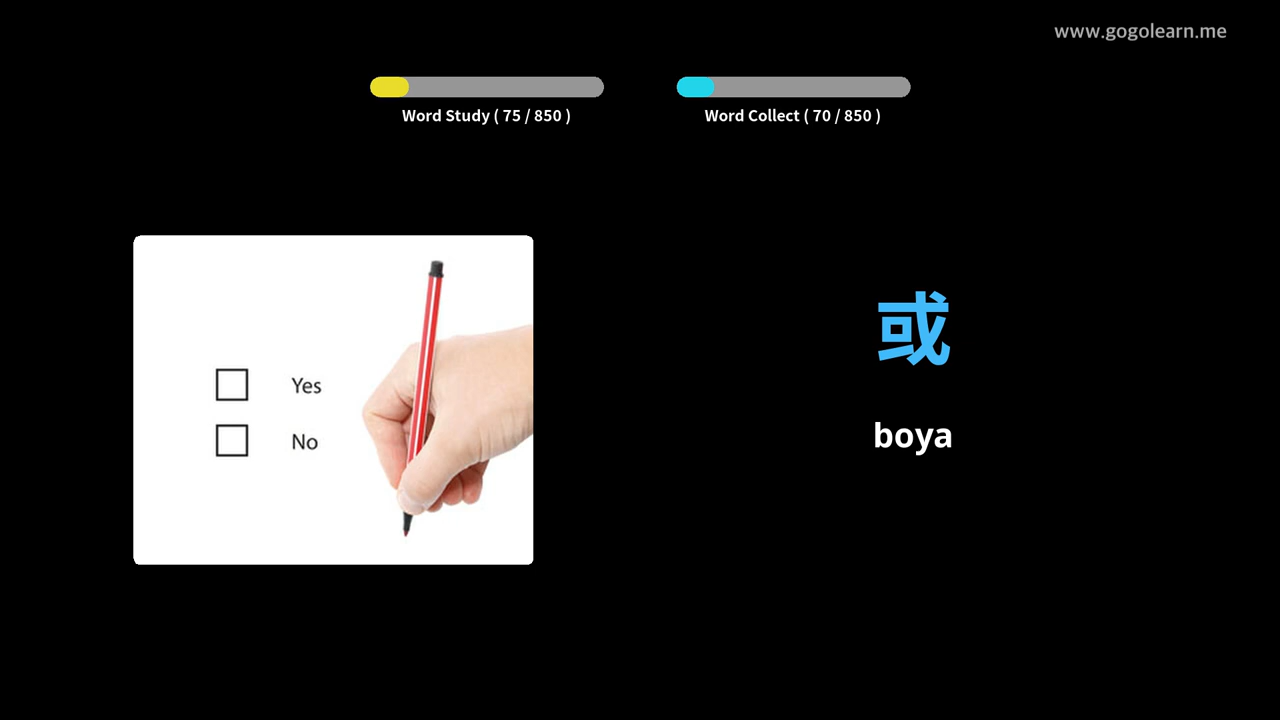 www.gogolearn.me
Word Study ( 75 / 850 )
Word Collect ( 70 / 850 )
Yes
No
或
boya